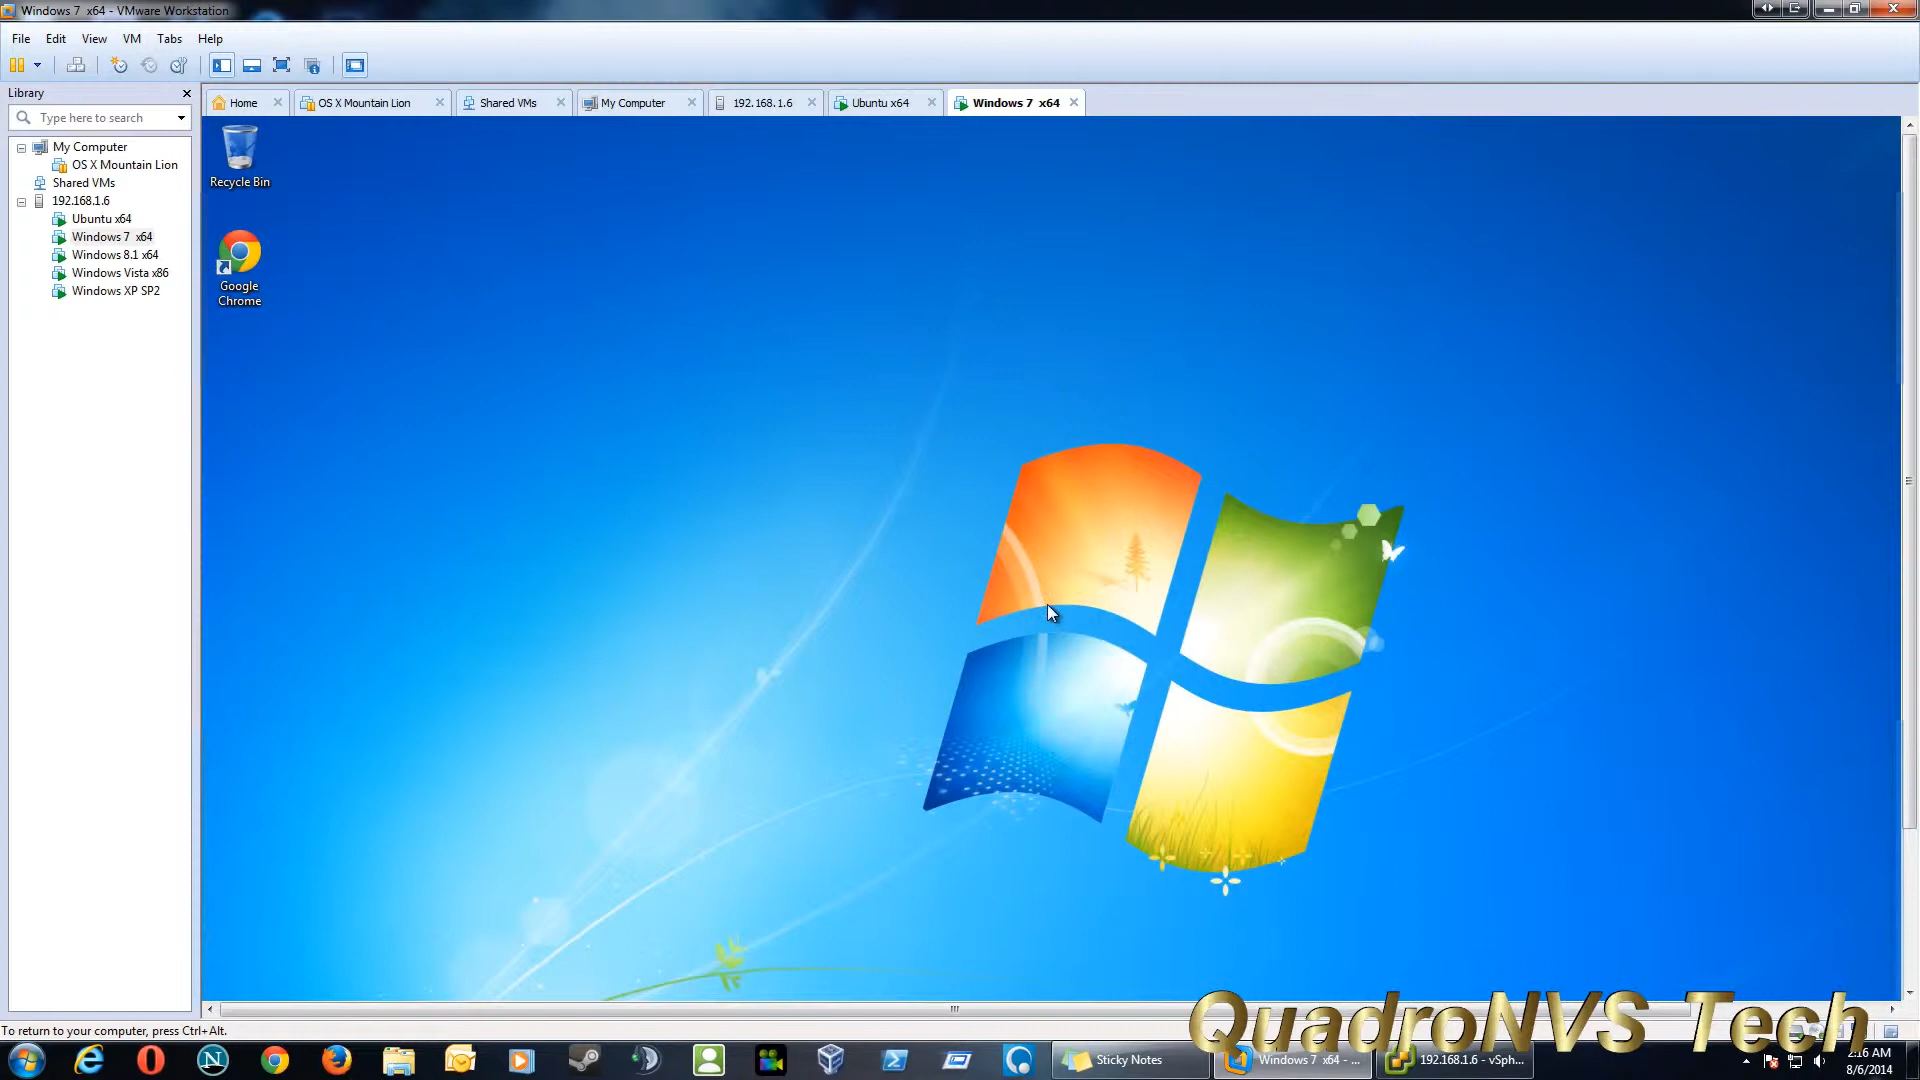 Windows 7  x64 - VMware Workstation
File Edit View VM Tabs Help
Library
Type here to search
My Computer
OS X Mountain Lion
Shared VMs
192.168.1.6
Ubuntu x64
Windows 7  x64
Windows 8.1 x64
Windows Vista x86
Windows XP SP2
Home OS X Mountain Lion Shared VMs My Computer 192.168.1.6 Ubuntu x64 Windows 7  x64
Recycle Bin
Google
Chrome
To return to your computer, press Ctrl+Alt.
QuadroNVS Tech
Sticky Notes Windows 7  x64 - ... 192.168.1.6 - vSph...
2:16 AM
8/6/2014